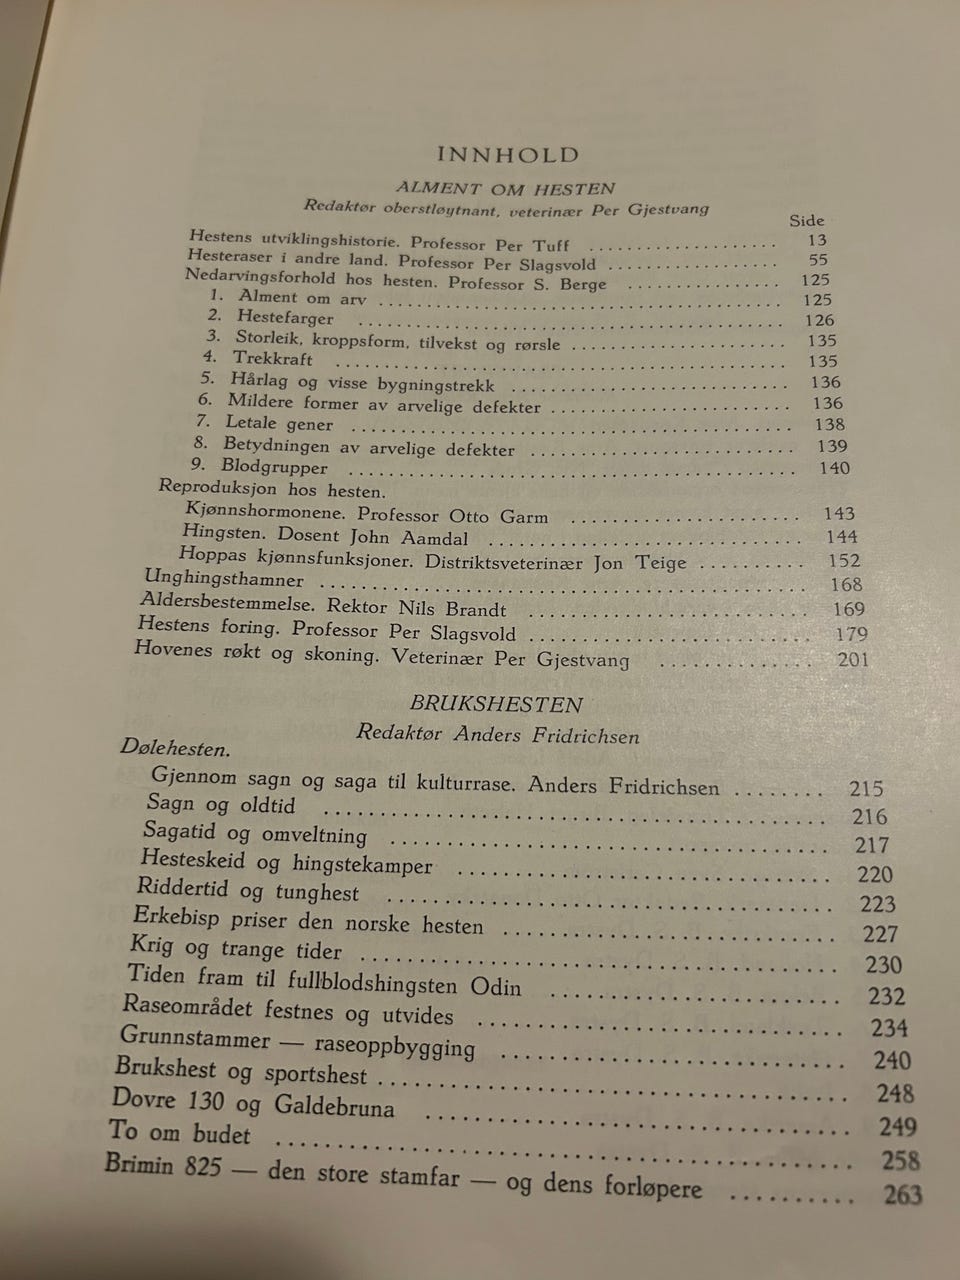 INNHOLD
ALMENT OM HESTEN
Redaktør oberstløytnant, veterinær Per Gjestvang
Side
Hestens utviklingshistorie. Professor Per Tuff .................... 13
Hesteraser i andre land. Professor Per Slagsvold .................. 55
Nedarvingsforhold hos hesten. Professor S. Berge ................ 125
1. Alment om arv ............................................. 125
2. Hestefarger ............................................... 126
3. Storleik, kroppsform, tilvekst og rørsle ........................ 135
4. Trekkraft ................................................. 135
5. Hårlag og visse bygningstrekk ............................... 136
6. Mildere former av arvelige defekter ........................... 136
7. Letale gener ............................................... 138
8. Betydningen av arvelige defekter ............................. 139
9. Blodgrupper ............................................... 140
Reproduksjon hos hesten.
Kjønnshormonene. Professor Otto Garm ........................ 143
Hingsten. Dosent John Aamdal ................................ 144
Hoppas kjønnsfunksjoner. Distriktsveterinær Jon Teige .......... 152
Unghingsthamner ................................................ 168
Aldersbestemmelse. Rektor Nils Brandt ............................ 169
Hestens foring. Professor Per Slagsvold ............................ 179
Hovenes røkt og skoning. Veterinær Per Gjestvang .............. 201
BRUKSHESTEN
Redaktør Anders Fridrichsen
Dølehesten.
Gjennom sagn og saga til kulturrase. Anders Fridrichsen ........ 215
Sagn og oldtid .................................................. 216
Sagatid og omveltning ........................................... 217
Hesteskeid og hingstekamper ..................................... 220
Riddertid og tunghest ............................................ 223
Erkebisp priser den norske hesten ................................ 227
Krig og trange tider ............................................. 230
Tiden fram til fullblodshingsten Odin ............................ 232
Raseområdet festnes og utvides ................................... 234
Grunnstammer — raseoppbygging ................................ 240
Brukshest og sportshest .......................................... 248
Dovre 130 og Galdebruna ........................................ 249
To om budet .................................................... 258
Brimin 825 — den store stamfar — og dens forløpere ........... 263